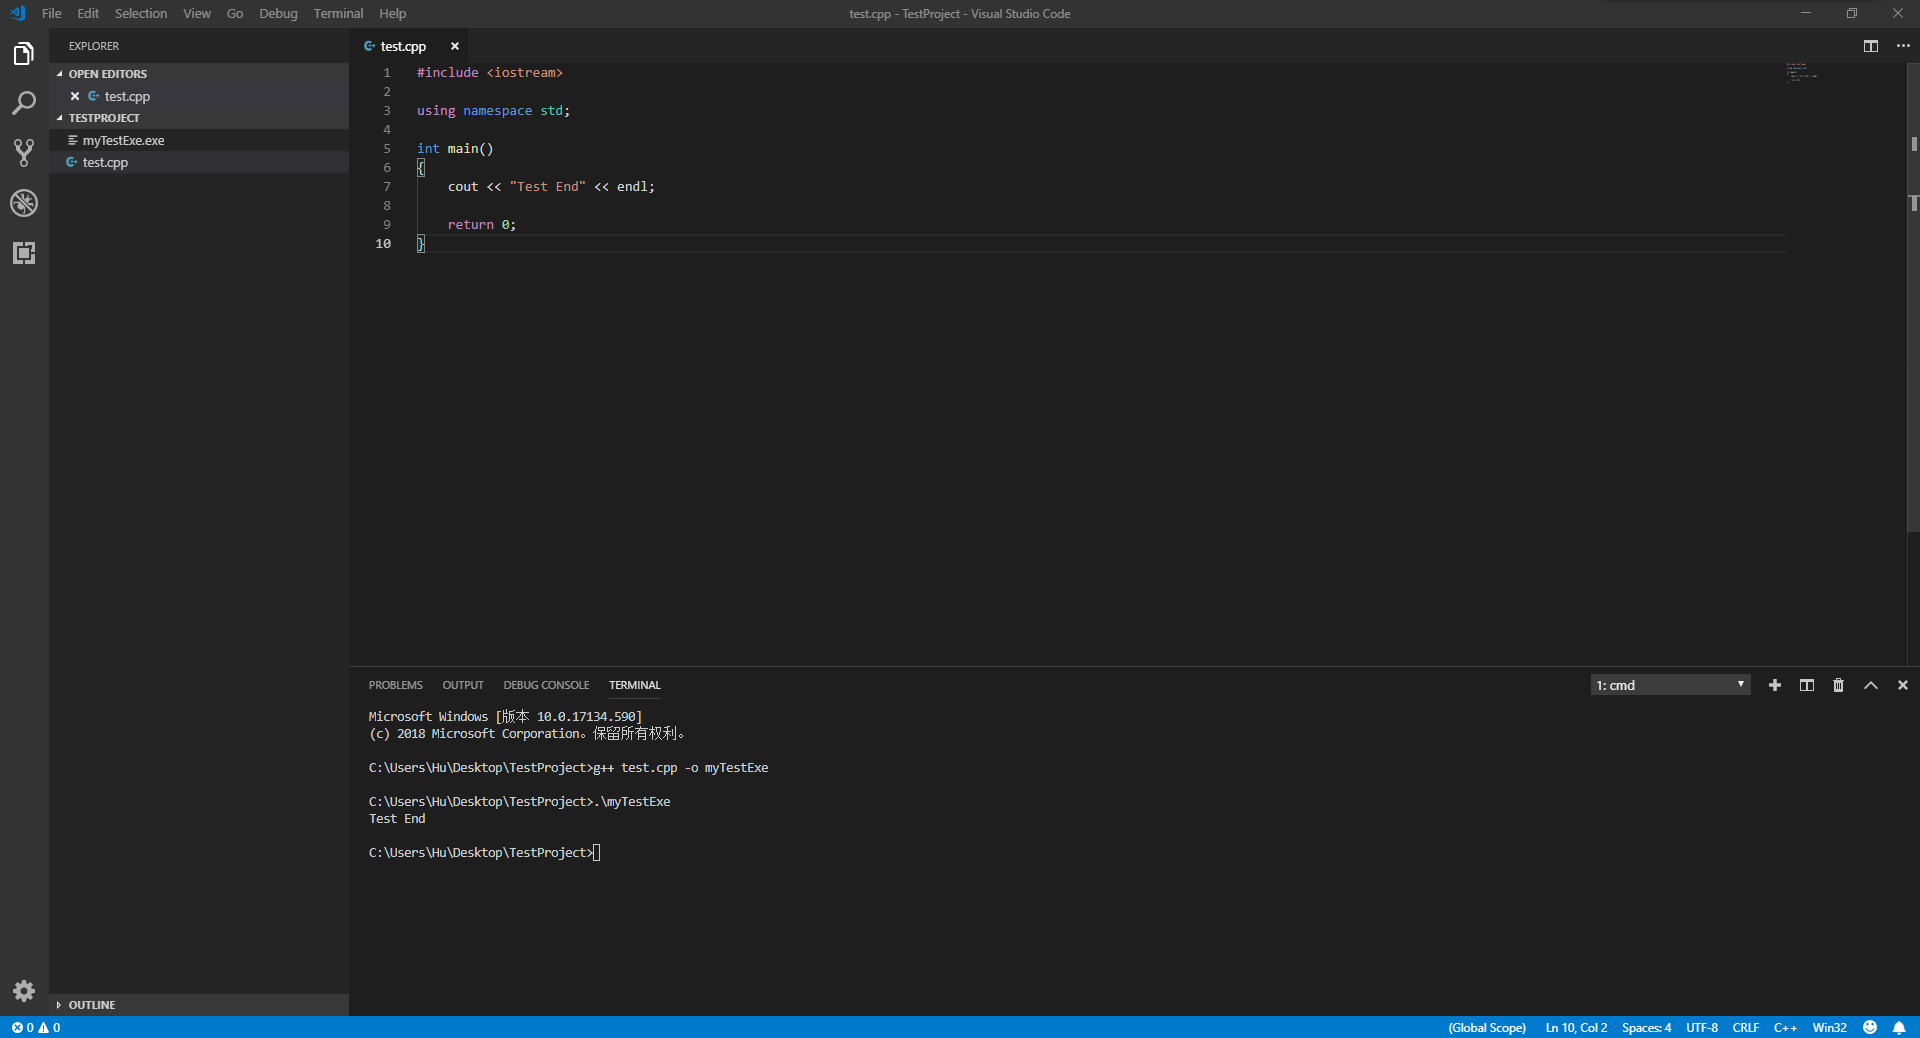 File Edit Selection View Go Debug Terminal Help
test.cpp - TestProject - Visual Studio Code
EXPLORER
OPEN EDITORS
test.cpp
TESTPROJECT
myTestExe.exe
test.cpp
OUTLINE
test.cpp
1 #include <iostream>
2
3 using namespace std;
4
5 int main()
6 {
7 cout << "Test End" << endl;
8
9 return 0;
10 }
PROBLEMS OUTPUT DEBUG CONSOLE TERMINAL
1: cmd
Microsoft Windows [版本 10.0.17134.590]
(c) 2018 Microsoft Corporation。保留所有权利。
C:\Users\Hu\Desktop\TestProject>g++ test.cpp -o myTestExe
C:\Users\Hu\Desktop\TestProject>.\myTestExe
Test End
C:\Users\Hu\Desktop\TestProject>
0 0
(Global Scope) Ln 10, Col 2 Spaces: 4 UTF-8 CRLF C++ Win32